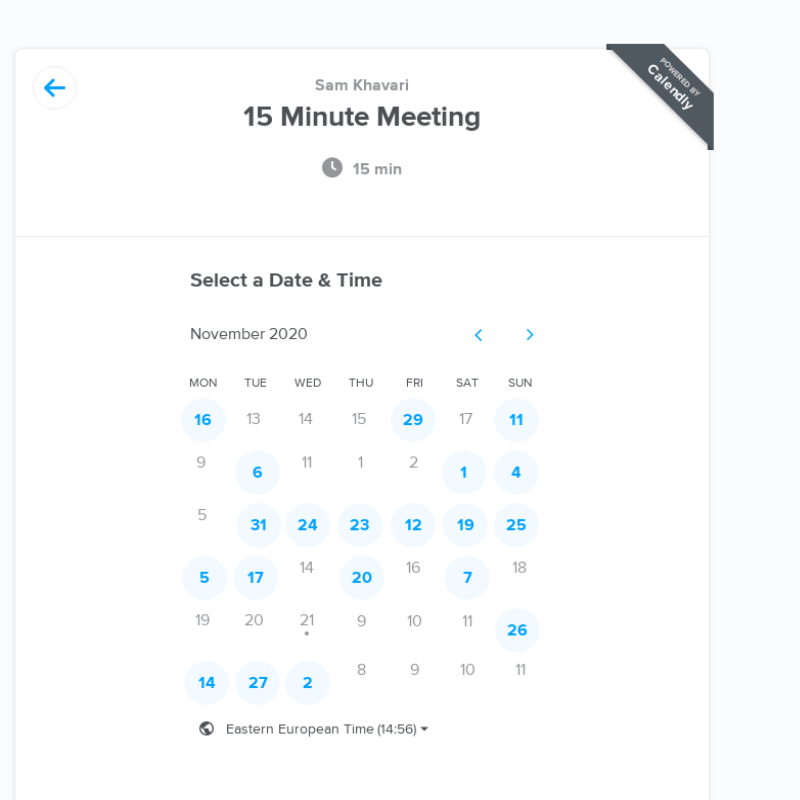 POWERED BY
Calendly
Sam Khavari
15 Minute Meeting
15 min
Select a Date & Time
November 2020
MON TUE WED THU FRI SAT SUN
16 13 14 15 29 17 11
9 6 11 1 2 1 4
5 31 24 23 12 19 25
5 17 14 20 16 7 18
19 20 21 9 10 11 26
14 27 2 8 9 10 11
Eastern European Time (14:56)